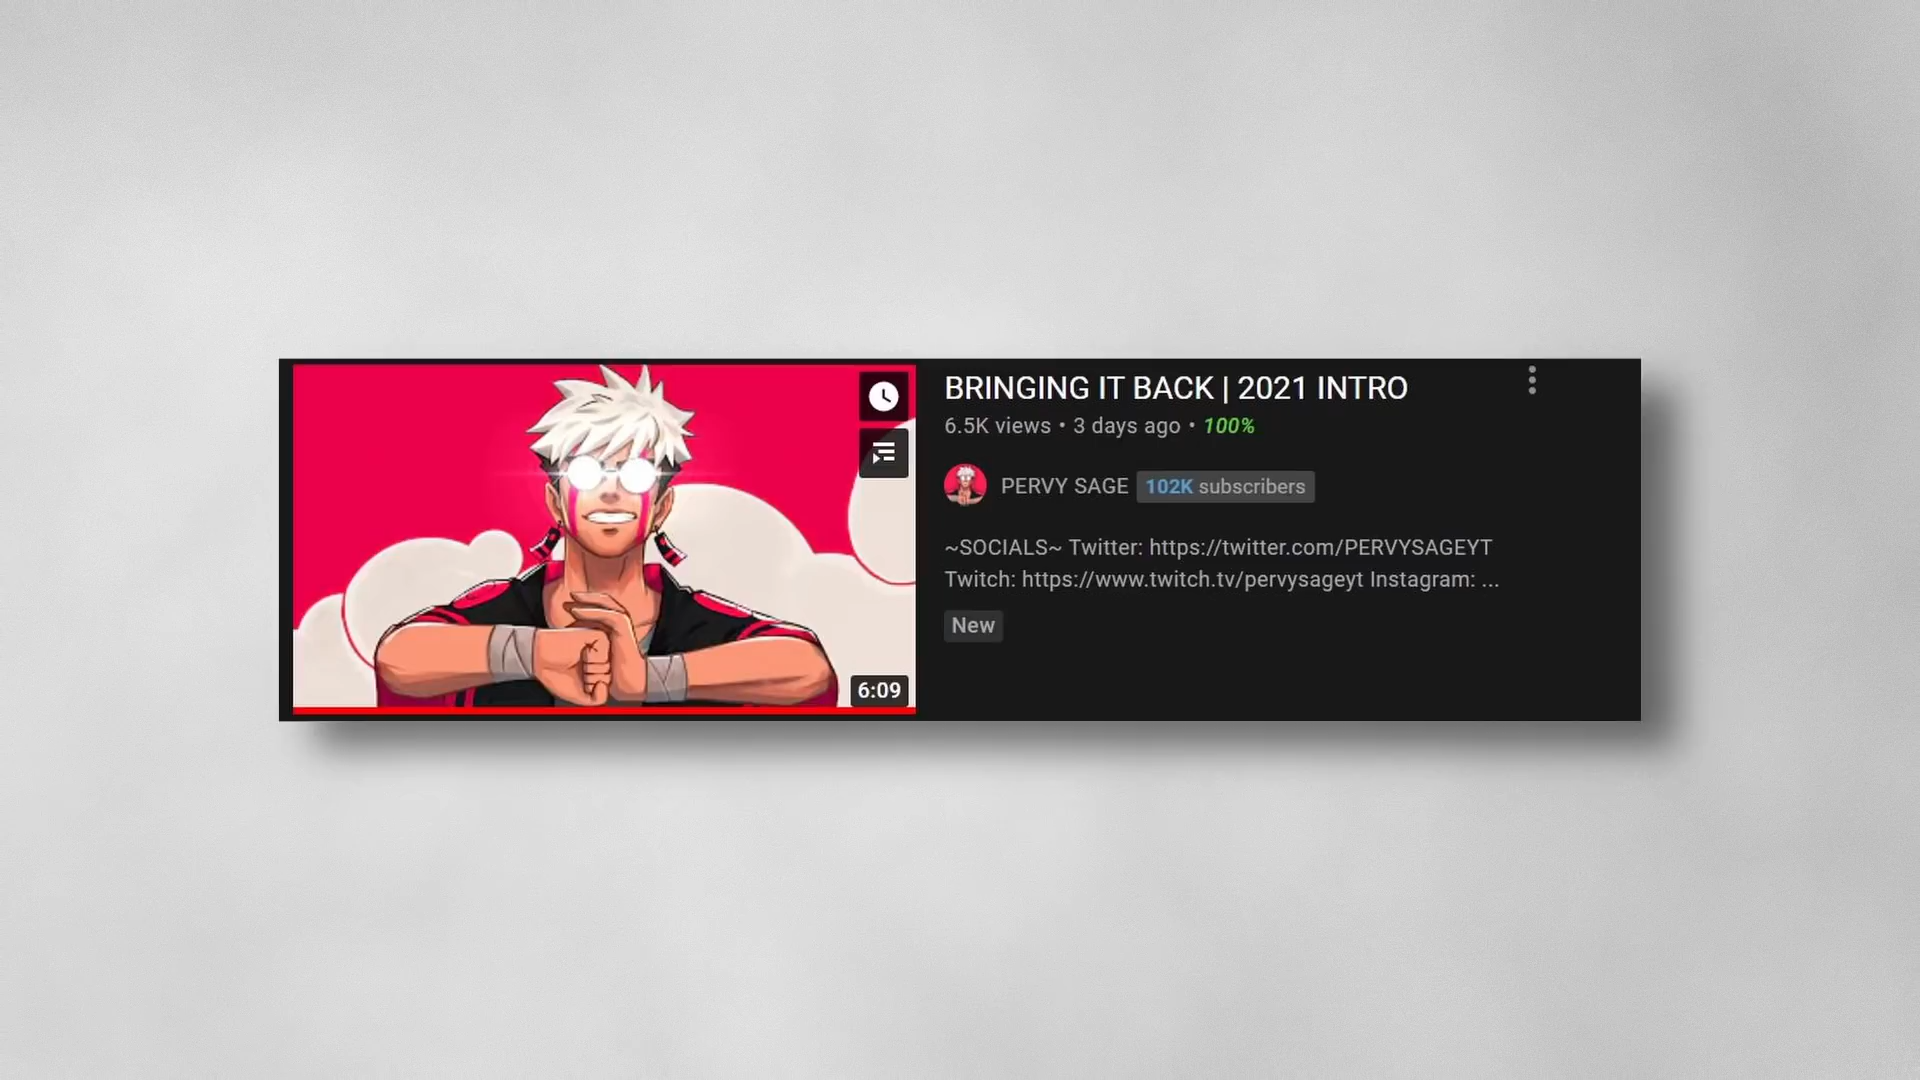 BRINGING IT BACK | 2021 INTRO
6.5K views • 3 days ago • 100%
PERVY SAGE 102K subscribers
~SOCIALS~ Twitter: https://twitter.com/PERVYSAGEYT
Twitch: https://www.twitch.tv/pervysageyt Instagram: ...
New
6:09